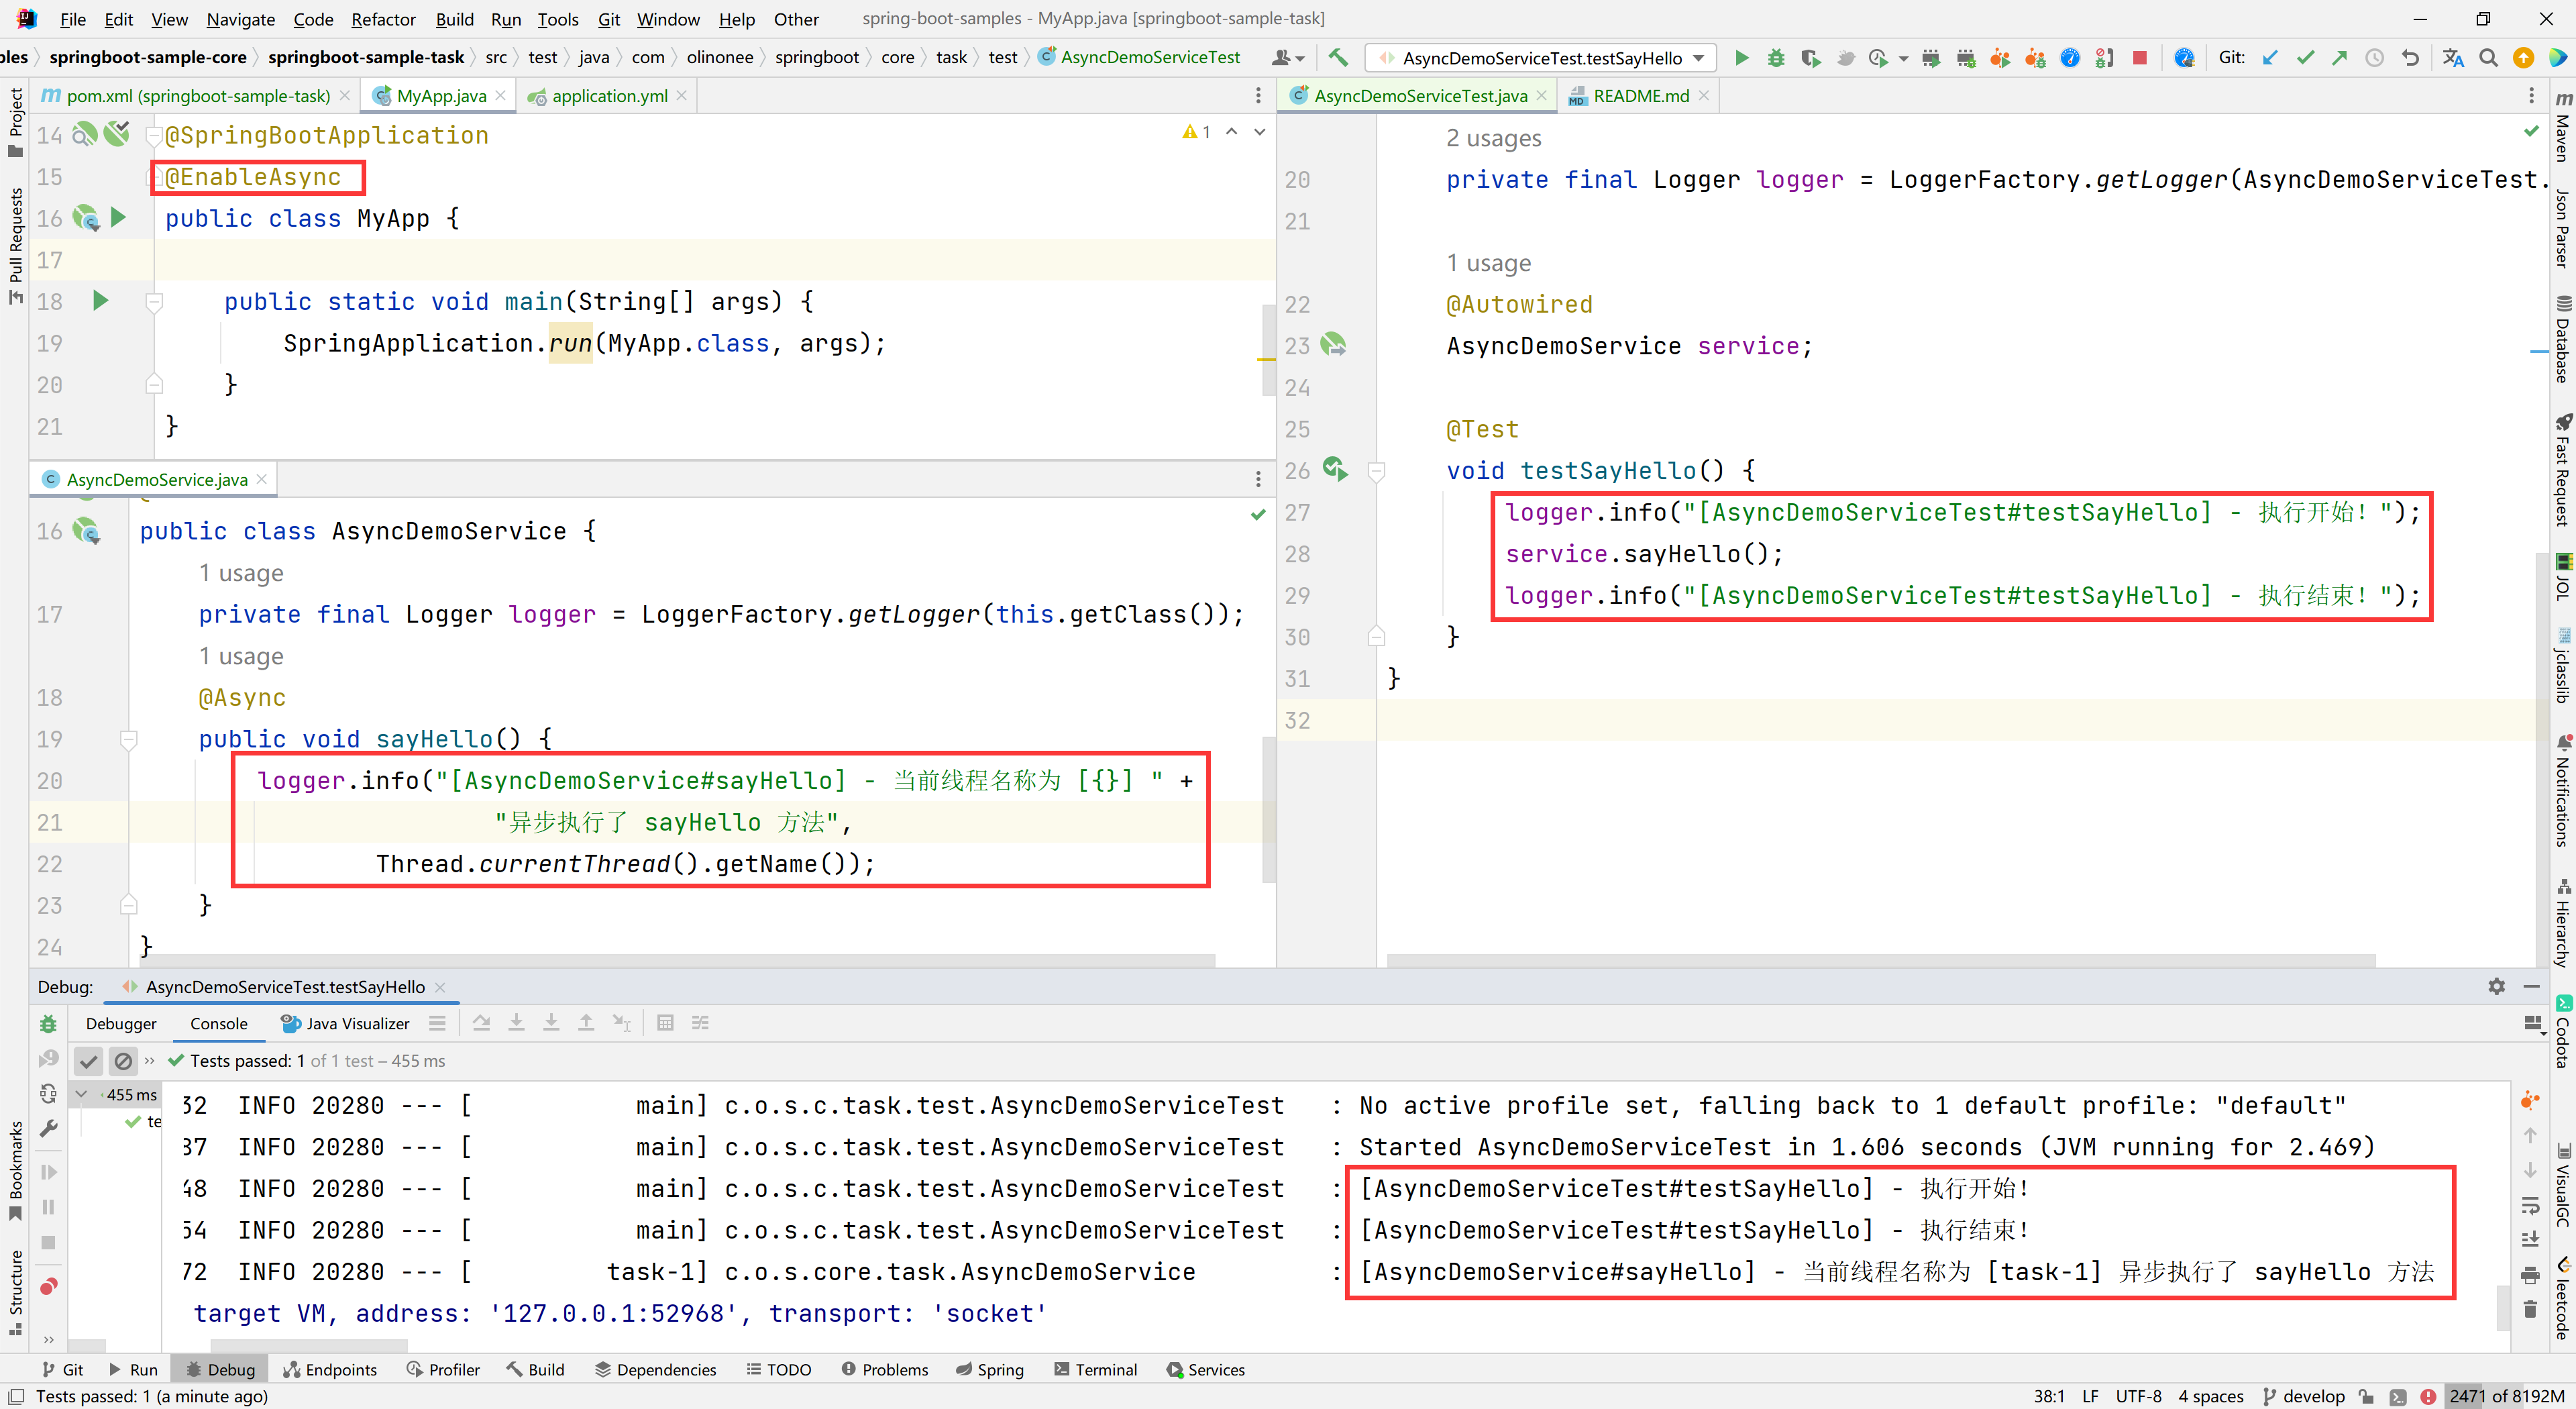 File Edit View Navigate Code Refactor Build Run Tools Git Window Help Other spring-boot-samples - MyApp.java [springboot-sample-task]
ples springboot-sample-core springboot-sample-task src test java com olinonee springboot core task test AsyncDemoServiceTest AsyncDemoServiceTest.testSayHello Git:
pom.xml (springboot-sample-task) MyApp.java application.yml
14 @SpringBootApplication 1
15 @EnableAsync
16 public class MyApp {
17
18 public static void main(String[] args) {
19 SpringApplication.run(MyApp.class, args);
20 }
21 }
AsyncDemoService.java
16 public class AsyncDemoService {
1 usage
17 private final Logger logger = LoggerFactory.getLogger(this.getClass());
1 usage
18 @Async
19 public void sayHello() {
20 logger.info("[AsyncDemoService#sayHello] - 当前线程名称为 [{}] " +
21 "异步执行了 sayHello 方法",
22 Thread.currentThread().getName());
23 }
24 }
AsyncDemoServiceTest.java README.md
2 usages
20 private final Logger logger = LoggerFactory.getLogger(AsyncDemoServiceTest.
21
1 usage
22 @Autowired
23 AsyncDemoService service;
24
25 @Test
26 void testSayHello() {
27 logger.info("[AsyncDemoServiceTest#testSayHello] - 执行开始！");
28 service.sayHello();
29 logger.info("[AsyncDemoServiceTest#testSayHello] - 执行结束！");
30 }
31 }
32
Debug: AsyncDemoServiceTest.testSayHello
Debugger Console Java Visualizer
Tests passed: 1 of 1 test – 455 ms
455 ms
te
32 INFO 20280 --- [ main] c.o.s.c.task.test.AsyncDemoServiceTest : No active profile set, falling back to 1 default profile: "default"
37 INFO 20280 --- [ main] c.o.s.c.task.test.AsyncDemoServiceTest : Started AsyncDemoServiceTest in 1.606 seconds (JVM running for 2.469)
48 INFO 20280 --- [ main] c.o.s.c.task.test.AsyncDemoServiceTest : [AsyncDemoServiceTest#testSayHello] - 执行开始！
54 INFO 20280 --- [ main] c.o.s.c.task.test.AsyncDemoServiceTest : [AsyncDemoServiceTest#testSayHello] - 执行结束！
72 INFO 20280 --- [ task-1] c.o.s.core.task.AsyncDemoService : [AsyncDemoService#sayHello] - 当前线程名称为 [task-1] 异步执行了 sayHello 方法
target VM, address: '127.0.0.1:52968', transport: 'socket'
Git Run Debug Endpoints Profiler Build Dependencies TODO Problems Spring Terminal Services
Tests passed: 1 (a minute ago) 38:1 LF UTF-8 4 spaces develop 2471 of 8192M
Project
Pull Requests
Bookmarks
Structure
Maven
Json Parser
Database
Fast Request
JOL
jclasslib
Notifications
Hierarchy
Codota
VisualGC
leetcode